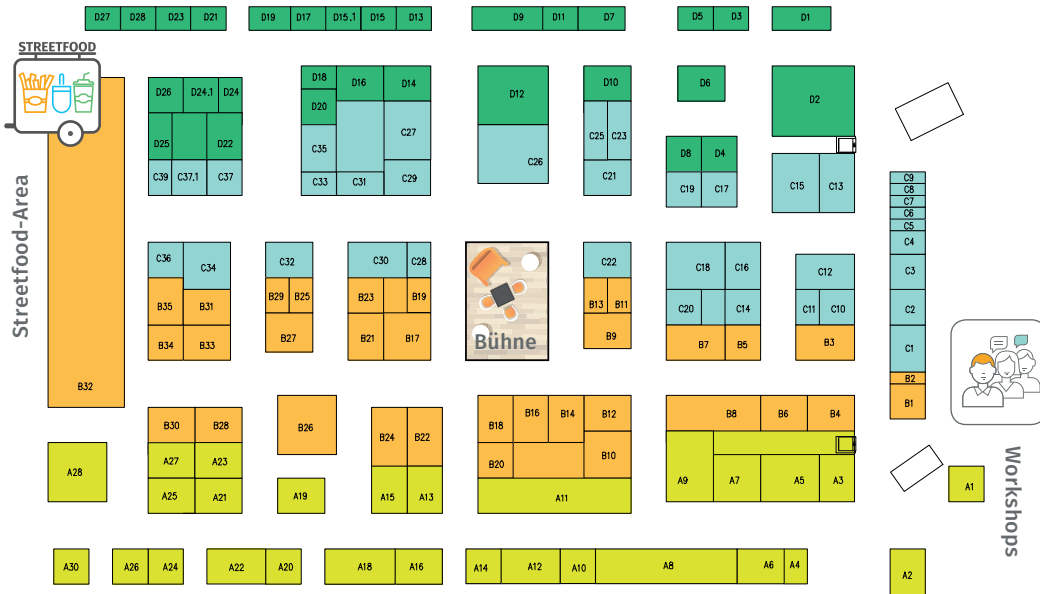 D27 D28 D23 D21 D19 D17 D15.1 D15 D13 D9 D11 D7 D5 D3 D1
STREETFOOD
D26 D24.1 D24 D18 D16 D14 D12 D10 D6 D2
D20
D25 D22 C35 C27 C25 C23 D8 D4
C26
C39 C37.1 C37 C33 C31 C29 C21 C19 C17 C15 C13
C9
C8
C7
C6
C5
C4
C3
C2
C1
B2
B1
Streetfood-Area
C36 C34 C32 C30 C28 C22 C18 C16 C12
B35 B31 B29 B25 B23 B19 B13 B11 C20 C14 C11 C10
B34 B33 B27 B21 B17 Bühne B9 B7 B5 B3
B32
B30 B28 B26 B24 B22 B18 B16 B14 B12 B8 B6 B4
A28 A27 A23 B20 B10
A25 A21 A19 A15 A13 A11 A9 A7 A5 A3 A1
Workshops
A30 A26 A24 A22 A20 A18 A16 A14 A12 A10 A8 A6 A4 A2